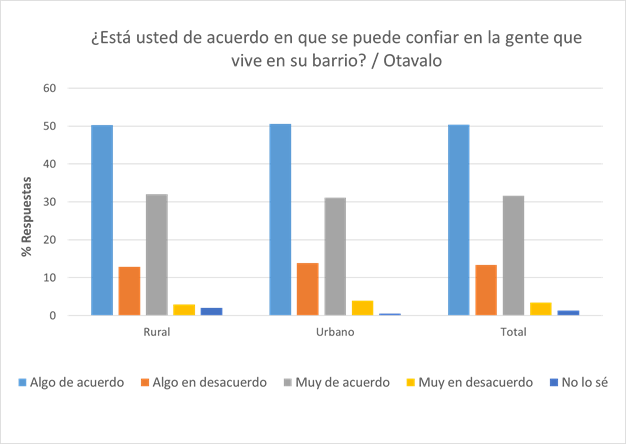 ¿Está usted de acuerdo en que se puede confiar en la gente que
vive en su barrio? / Otavalo
60
50
40
30
20
10
0
% Respuestas
Rural Urbano Total
Algo de acuerdo Algo en desacuerdo Muy de acuerdo Muy en desacuerdo No lo sé